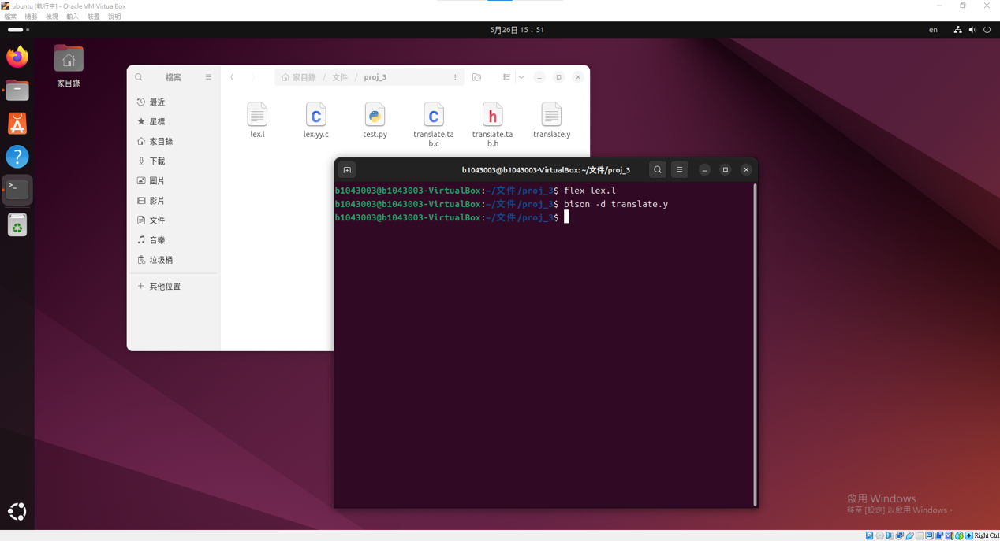 ubuntu [執行中] - Oracle VM VirtualBox
檔案 機器 檢視 輸入 裝置 說明
5月26日 15：51
en
家目錄
檔案
家目錄 / 文件 / proj_3
最近
星標
家目錄
下載
圖片
影片
文件
音樂
垃圾桶
其他位置
lex.l
lex.yy.c
test.py
translate.ta
b.c
translate.ta
b.h
translate.y
b1043003@b1043003-VirtualBox: ~/文件/proj_3
b1043003@b1043003-VirtualBox:~/文件/proj_3$ flex lex.l
b1043003@b1043003-VirtualBox:~/文件/proj_3$ bison -d translate.y
b1043003@b1043003-VirtualBox:~/文件/proj_3$
啟用 Windows
移至 [設定] 以啟用 Windows。
Right Ctrl